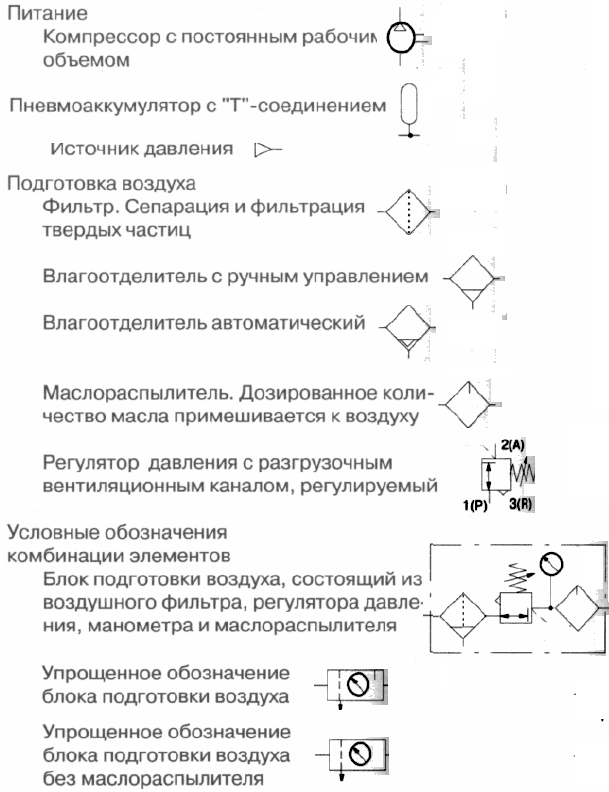 Питание
Компрессор с постоянным рабочим
объемом
Пневмоаккумулятор с "Т"-соединением
Источник давления
Подготовка воздуха
Фильтр. Сепарация и фильтрация
твердых частиц
Влагоотделитель с ручным управлением
Влагоотделитель автоматический
Маслораспылитель. Дозированное коли-
чество масла примешивается к воздуху
2(A)
Регулятор давления с разгрузочным
вентиляционным каналом, регулируемый
1(P) 3(R)
Условные обозначения
комбинации элементов
Блок подготовки воздуха, состоящий из
воздушного фильтра, регулятора давле-
ния, манометра и маслораспылителя
Упрощенное обозначение
блока подготовки воздуха
Упрощенное обозначение
блока подготовки воздуха
без маслораспылителя